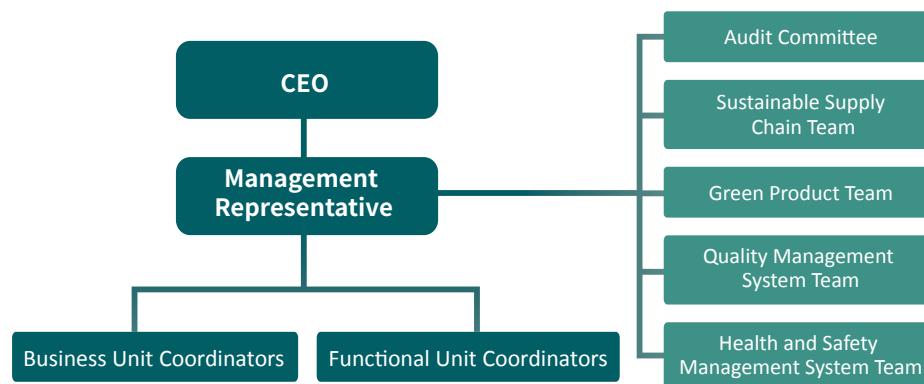 CEO
Management
Representative
Business Unit Coordinators
Functional Unit Coordinators
Audit Committee
Sustainable Supply
Chain Team
Green Product Team
Quality Management
System Team
Health and Safety
Management System Team